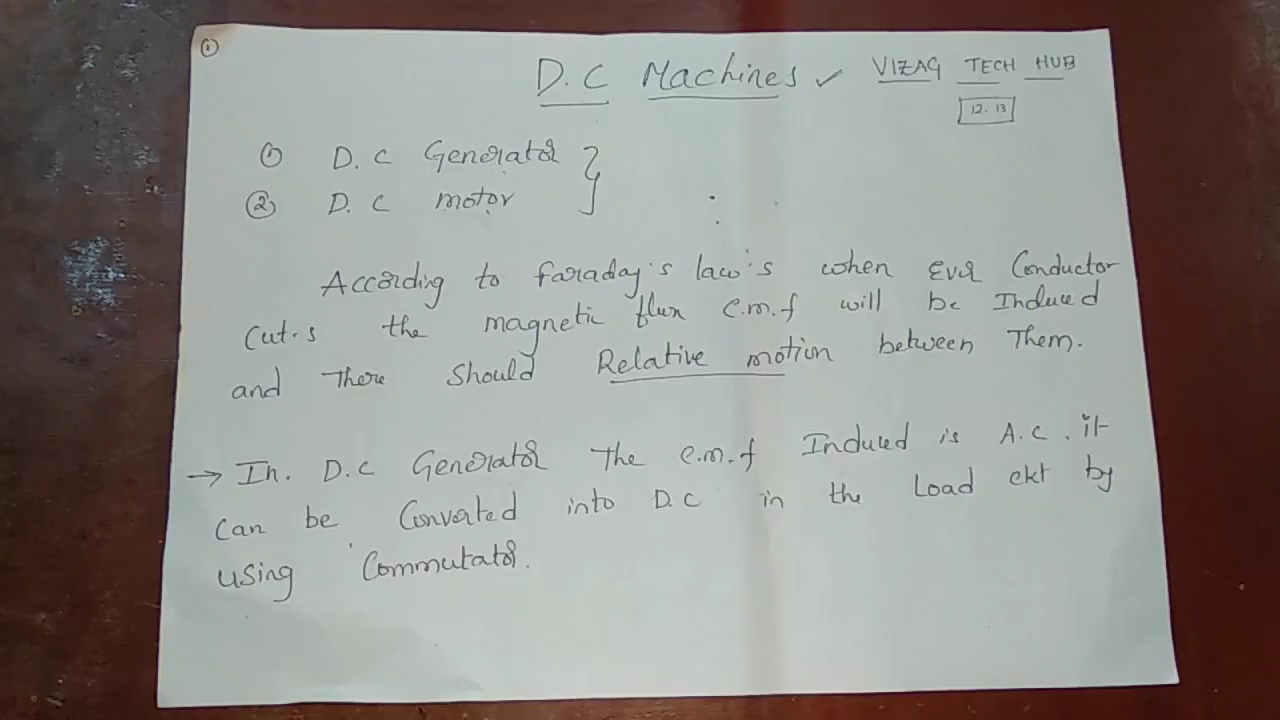 ①
D.C Machines ✓ VIZAG TECH HUB
12.13
① D.C Generator
② D.C motor
According to faraday's law's when ever Conductor
cut.s the magnetic flux e.m.f will be Induced
and There should Relative motion between Them.
→ In. D.C Generator The e.m.f Induced is A.C. it
can be Converted into D.C in the Load ckt by
using Commutator.